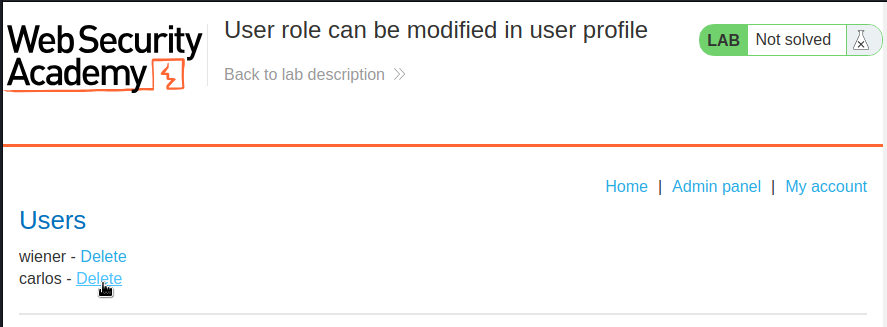 Web Security
Academy
User role can be modified in user profile
Back to lab description
LAB Not solved
Home | Admin panel | My account
Users
wiener - Delete
carlos - Delete